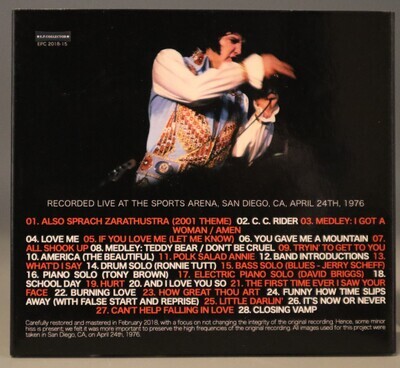 EPC 2018-15
RECORDED LIVE AT THE SPORTS ARENA, SAN DIEGO, CA, APRIL 24TH, 1976
01. ALSO SPRACH ZARATHUSTRA (2001 THEME) 02. C. C. RIDER 03. MEDLEY: I GOT A
WOMAN / AMEN
04. LOVE ME 05. IF YOU LOVE ME (LET ME KNOW) 06. YOU GAVE ME A MOUNTAIN 07.
ALL SHOOK UP 08. MEDLEY: TEDDY BEAR / DON'T BE CRUEL 09. TRYIN' TO GET TO YOU
10. AMERICA (THE BEAUTIFUL) 11. POLK SALAD ANNIE 12. BAND INTRODUCTIONS 13.
WHAT'D I SAY 14. DRUM SOLO (RONNIE TUTT) 15. BASS SOLO (BLUES - JERRY SCHEFF)
16. PIANO SOLO (TONY BROWN) 17. ELECTRIC PIANO SOLO (DAVID BRIGGS) 18.
SCHOOL DAY 19. HURT 20. AND I LOVE YOU SO 21. THE FIRST TIME EVER I SAW YOUR
FACE 22. BURNING LOVE 23. HOW GREAT THOU ART 24. FUNNY HOW TIME SLIPS
AWAY (WITH FALSE START AND REPRISE) 25. LITTLE DARLIN' 26. IT'S NOW OR NEVER
27. CAN'T HELP FALLING IN LOVE 28. CLOSING VAMP
Carefully restored and mastered in February 2018, with a focus on not changing the integrity of the original recording. Hence, some minor
hiss is present; we felt it was more important to preserve the high frequencies of the original recording. All images used for this project were
taken in San Diego, CA, on April 24th, 1976.